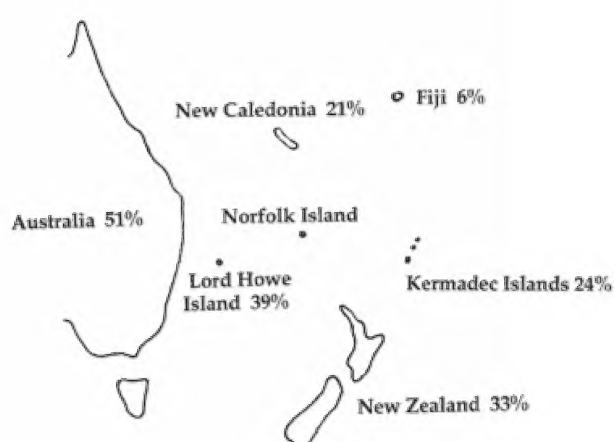 Fiji 6%
New Caledonia 21%
Australia 51%
Norfolk Island
Lord Howe
Island 39%
Kermadec Islands 24%
New Zealand 33%